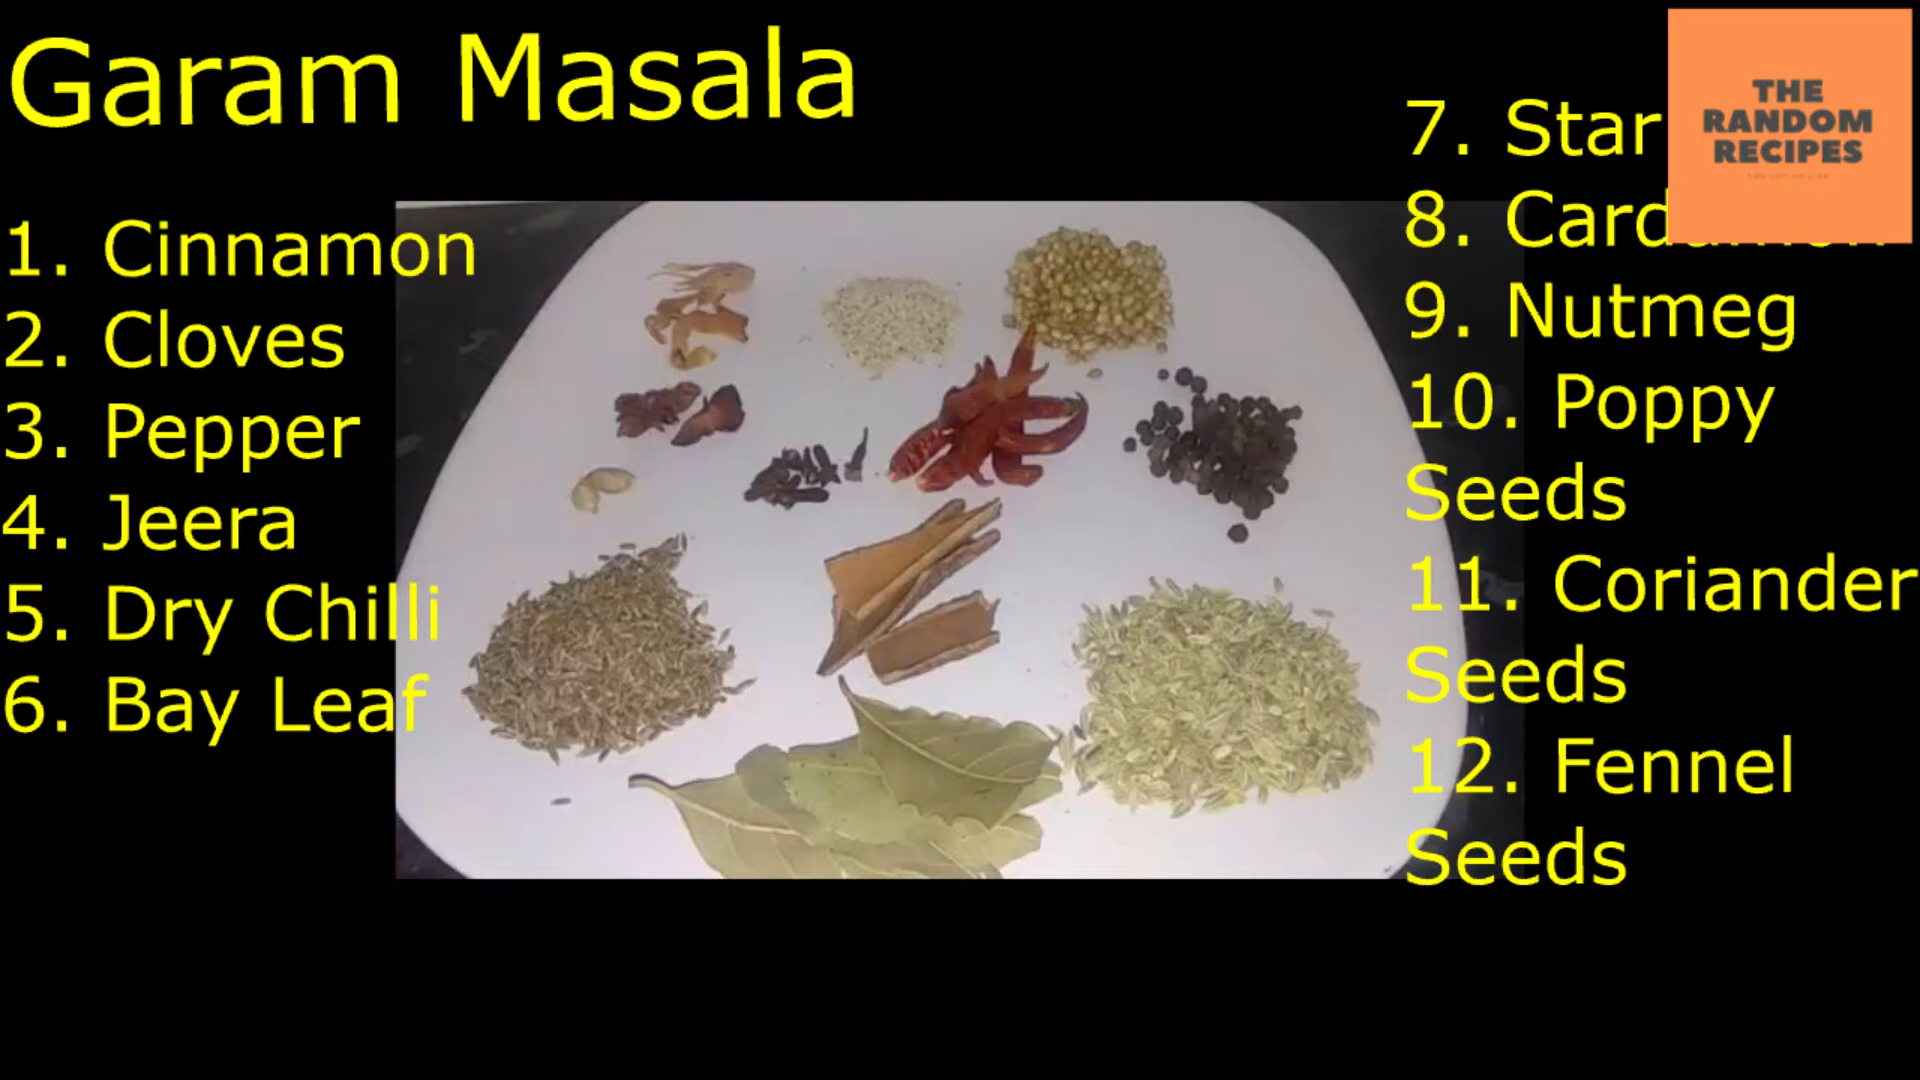 Garam Masala
1. Cinnamon
2. Cloves
3. Pepper
4. Jeera
5. Dry Chilli
6. Bay Leaf
7. Star
8.
9. Nutmeg
10. Poppy
Seeds
11. Coriander
Seeds
12. Fennel
Seeds
THE
RANDOM
RECIPES